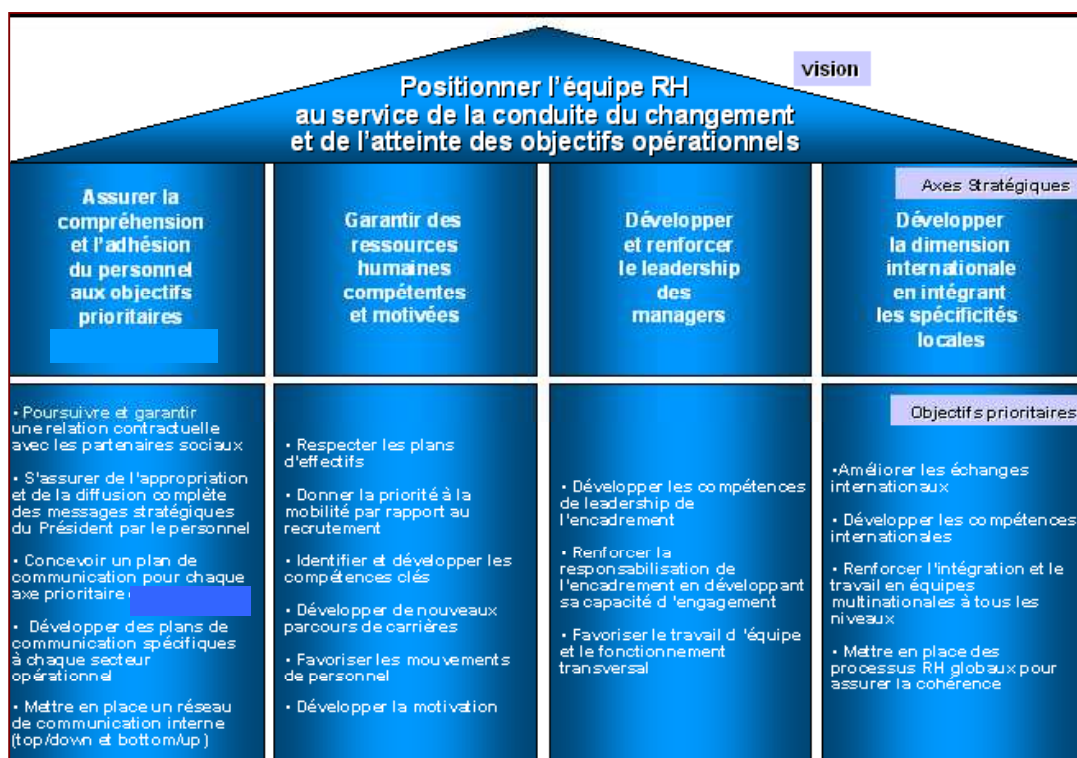 vision
Positionner l'équipe RH
au service de la conduite du changement
et de l'atteinte des objectifs opérationnels
Assurer la
compréhension
et l'adhésion
du personnel
aux objectifs
prioritaires
Garantir des
ressources
humaines
compétentes
et motivées
Développer
et renforcer
le leadership
des
managers
Axes Stratégiques
Développer
la dimension
internationale
en intégrant
les spécificités
locales
• Poursuivre et garantir
une relation contractuelle
avec les partenaires sociaux
• S'assurer de l'appropriation
et de la diffusion complète
des messages stratégiques
du Président par le personnel
• Concevoir un plan de
communication pour chaque
axe prioritaire
• Développer des plans de
communication spécifiques
à chaque secteur
opérationnel
• Mettre en place un réseau
de communication interne
(top/down et bottom/up)
• Respecter les plans
d'effectifs
• Donner la priorité à la
mobilité par rapport au
recrutement
• Identifier et développer les
compétences clés
• Développer de nouveaux
parcours de carrières
• Favoriser les mouvements
de personnel
• Développer la motivation
• Développer les compétences
de leadership de
l'encadrement
• Renforcer la
responsabilisation de
l'encadrement en développant
sa capacité d 'engagement
• Favoriser le travail d 'équipe
et le fonctionnement
transversal
Objectifs prioritaires
•Améliorer les échanges
internationaux
• Développer les compétences
internationales
• Renforcer l'intégration et le
travail en équipes
multinationales à tous les
niveaux
• Mettre en place des
processus RH globaux pour
assurer la cohérence